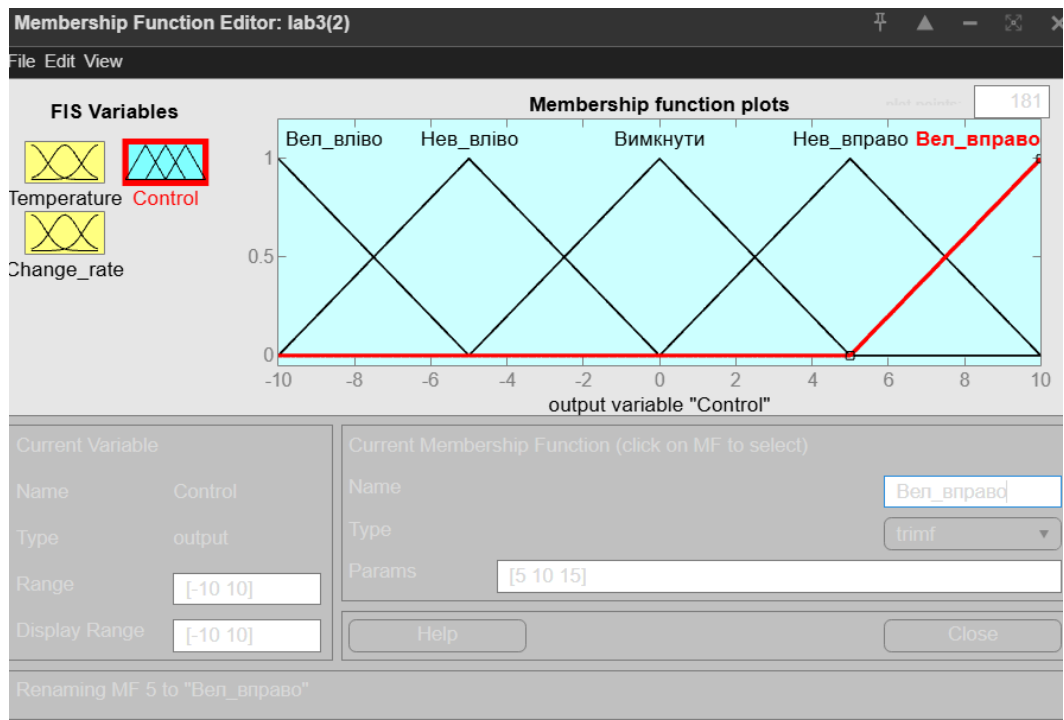 Membership Function Editor: lab3(2)
File Edit View
FIS Variables
Temperature Control
Change_rate
Membership function plots
plot points:
181
Вел_вліво Нев_вліво Вимкнути Нев_вправо Вел_вправо
1
0.5
0
-10 -8 -6 -4 -2 0 2 4 6 8 10
output variable "Control"
Current Variable
Name Control
Type output
Range [-10 10]
Display Range [-10 10]
Current Membership Function (click on MF to select)
Name Вел_вправо
Type trimf
Params [5 10 15]
Help Close
Renaming MF 5 to "Вел_вправо"